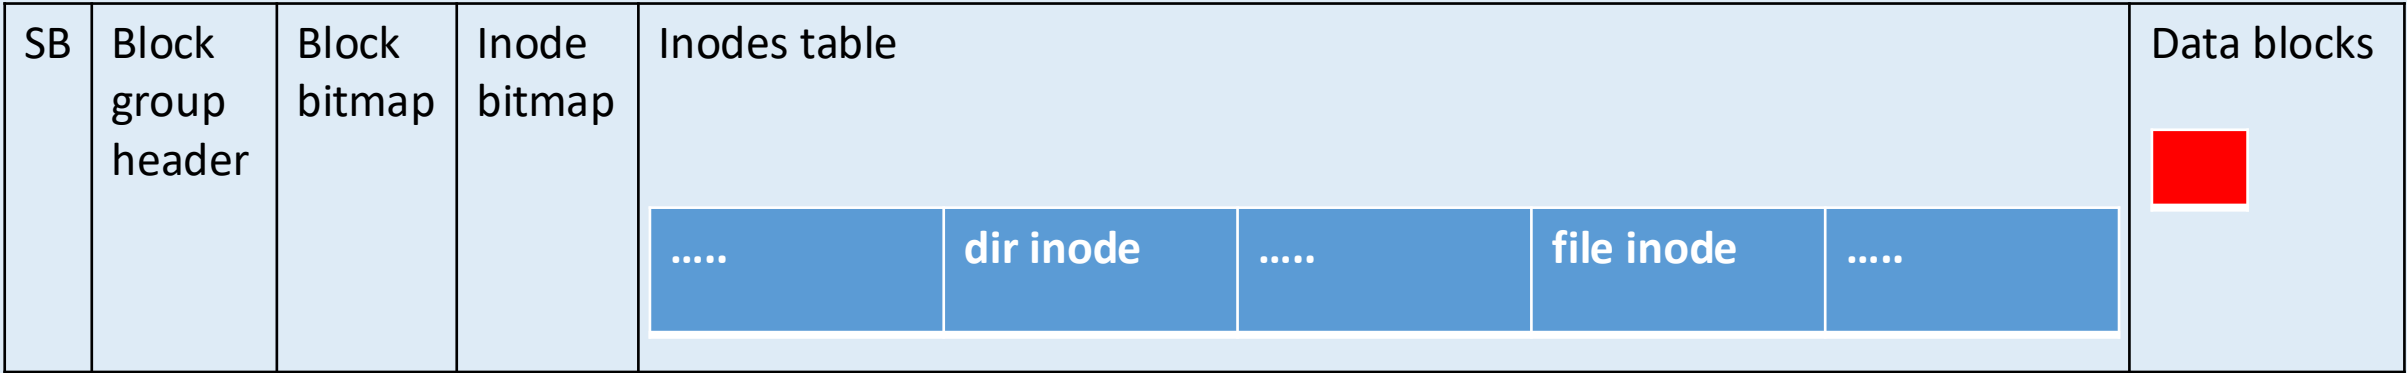 SB
Block
group
header
Block
bitmap
Inode
bitmap
Inodes table
.....
dir inode
.....
file inode
.....
Data blocks